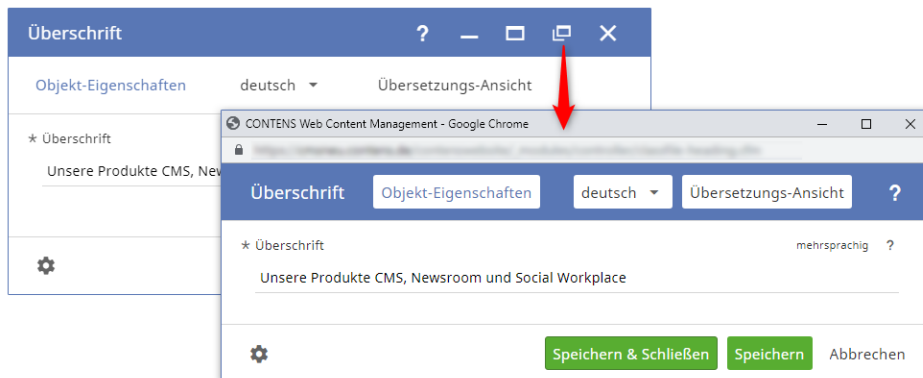 Überschrift ?
Objekt-Eigenschaften deutsch Übersetzungs-Ansicht
* Überschrift
Unsere Produkte CMS,
CONTENS Web Content Management - Google Chrome
Überschrift Objekt-Eigenschaften deutsch Übersetzungs-Ansicht ?
* Überschrift mehrsprachig ?
Unsere Produkte CMS, Newsroom und Social Workplace
Speichern & Schließen Speichern Abbrechen